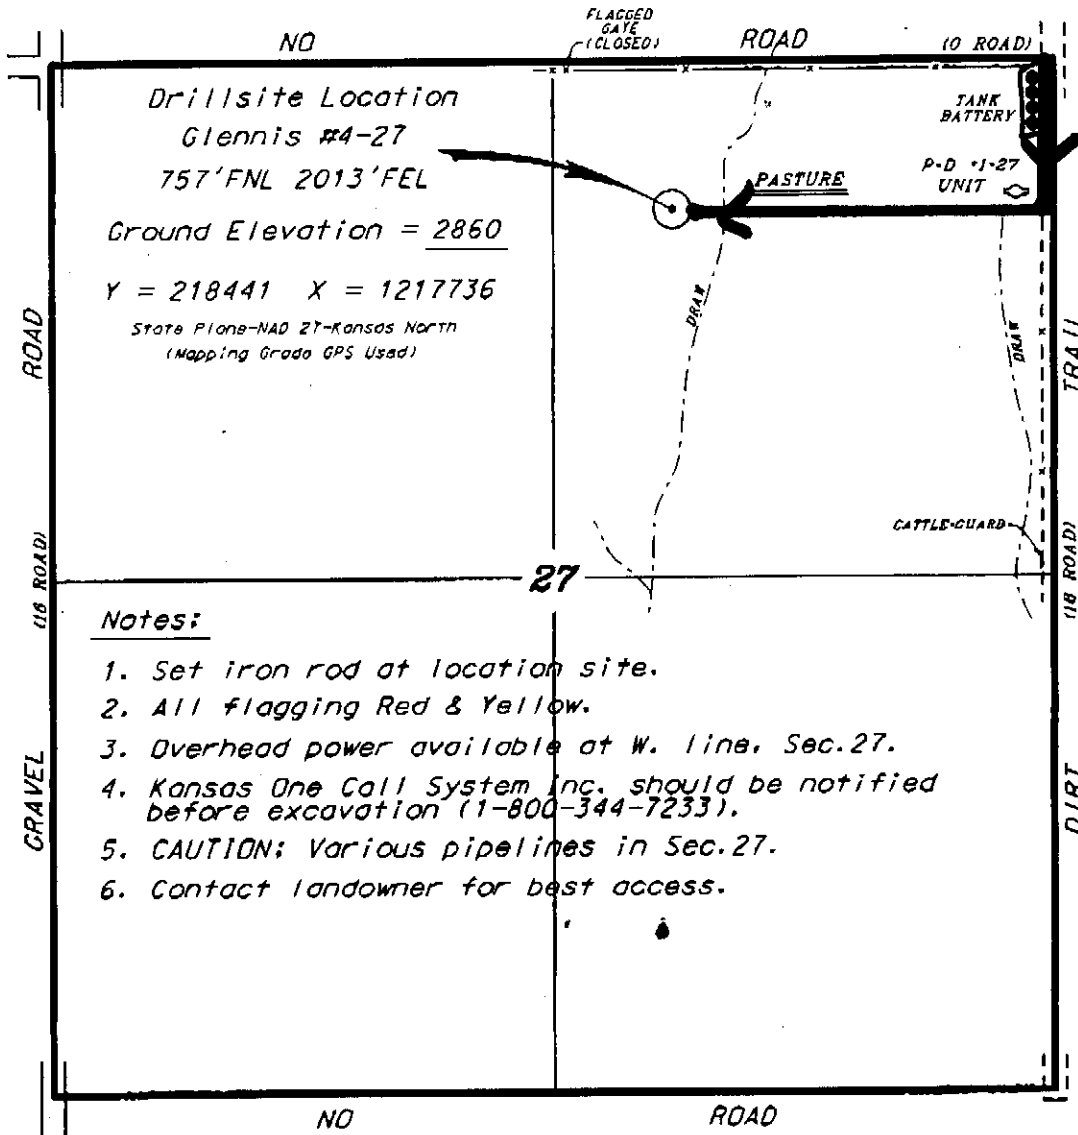 FLAGGED
GATE
(CLOSED)
NO ROAD (O ROAD)
Drillsite Location
Glennis #4-27
757'FNL 2013'FEL
Ground Elevation = 2860
Y = 218441 X = 1217736
State Plane-NAD 27-Kansas North
(Mapping Grade GPS Used)
TANK
BATTERY
P-D #1-27
UNIT
PASTURE
DRAW
DRAW
ROAD
TRAIL
CATTLE-GUARD
(18 ROAD)
27
Notes:
1. Set iron rod at location site.
2. All flagging Red & Yellow.
3. Overhead power available at W. line, Sec.27.
4. Kansas One Call System Inc. should be notified
before excavation (1-800-344-7233).
5. CAUTION: Various pipelines in Sec.27.
6. Contact landowner for best access.
GRAVEL
DIRT
NO ROAD